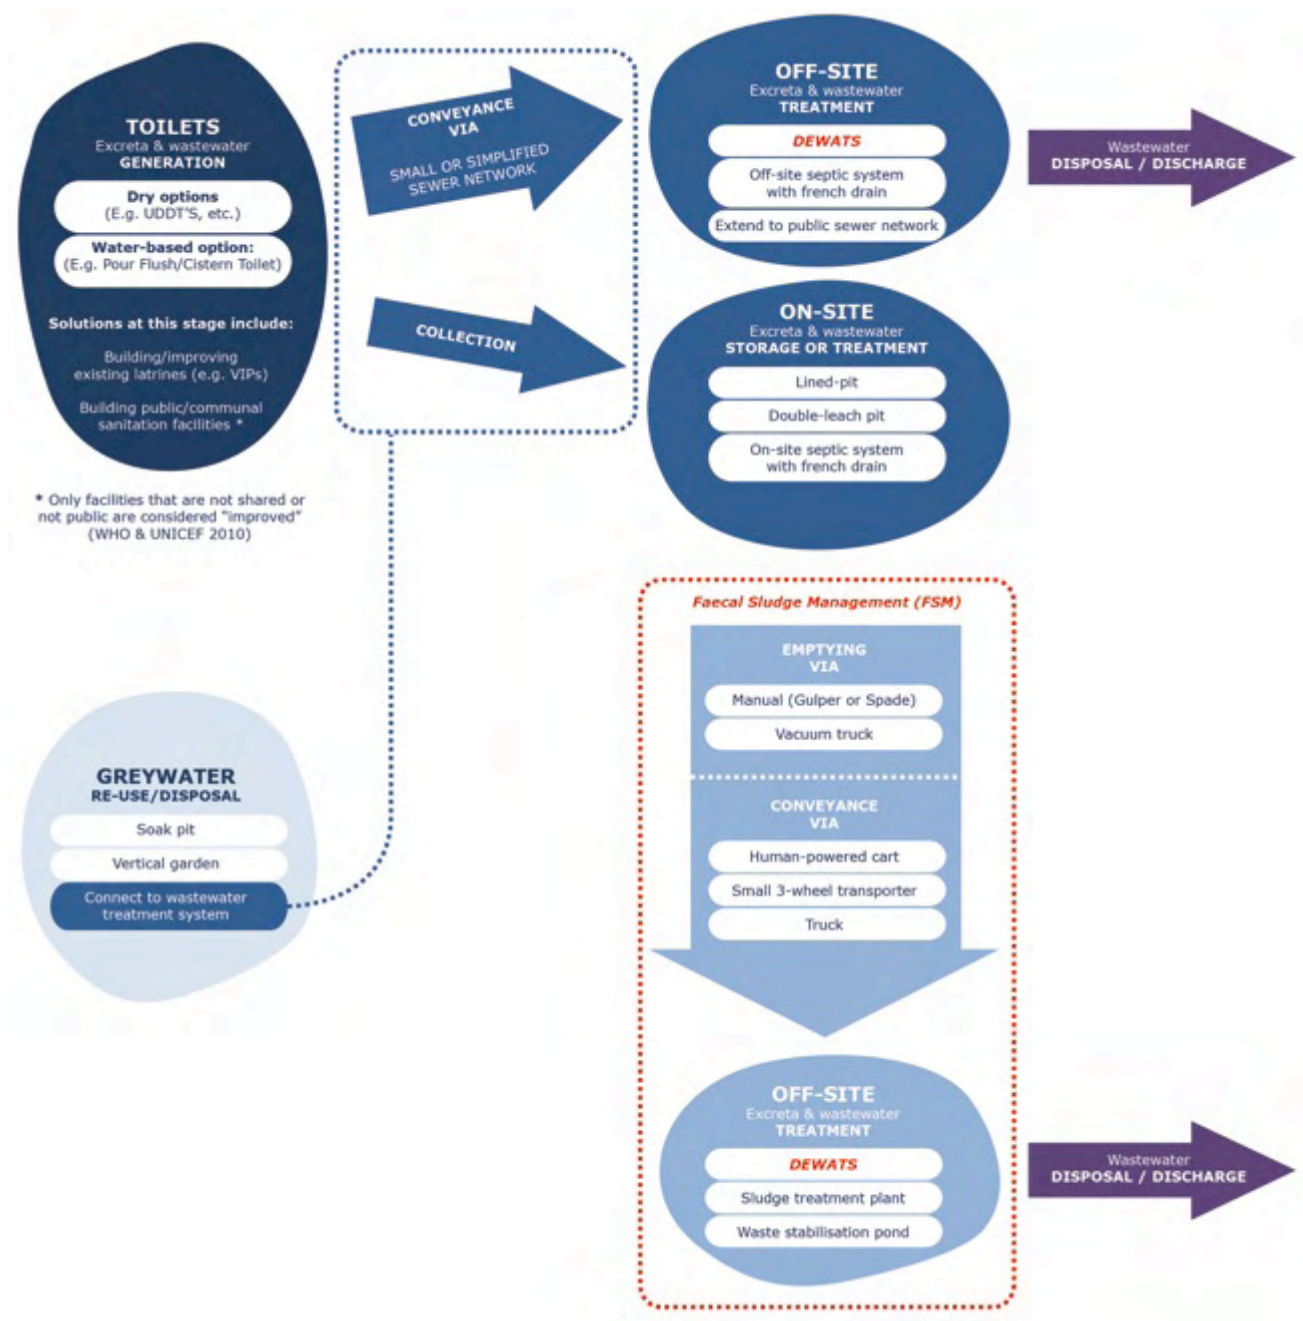 TOILETS
Excreta & wastewater
GENERATION
Dry options
(E.g. UDDT'S, etc.)
Water-based option:
(E.g. Pour Flush/Cistern Toilet)
Solutions at this stage include:
Building/improving
existing latrines (e.g. VIPs)
Building public/communal
sanitation facilities *
* Only facilities that are not shared or
not public are considered "improved"
(WHO & UNICEF 2010)
CONVEYANCE
VIA
SMALL OR SIMPLIFIED
SEWER NETWORK
COLLECTION
OFF-SITE
Excreta & wastewater
TREATMENT
DEWATS
Off-site septic system
with french drain
Extend to public sewer network
Wastewater
DISPOSAL / DISCHARGE
ON-SITE
Excreta & wastewater
STORAGE OR TREATMENT
Lined-pit
Double-leach pit
On-site septic system
with french drain
GREYWATER
RE-USE/DISPOSAL
Soak pit
Vertical garden
Connect to wastewater
treatment system
Faecal Sludge Management (FSM)
EMPTYING
VIA
Manual (Gulper or Spade)
Vacuum truck
CONVEYANCE
VIA
Human-powered cart
Small 3-wheel transporter
Truck
OFF-SITE
Excreta & wastewater
TREATMENT
DEWATS
Sludge treatment plant
Waste stabilisation pond
Wastewater
DISPOSAL / DISCHARGE